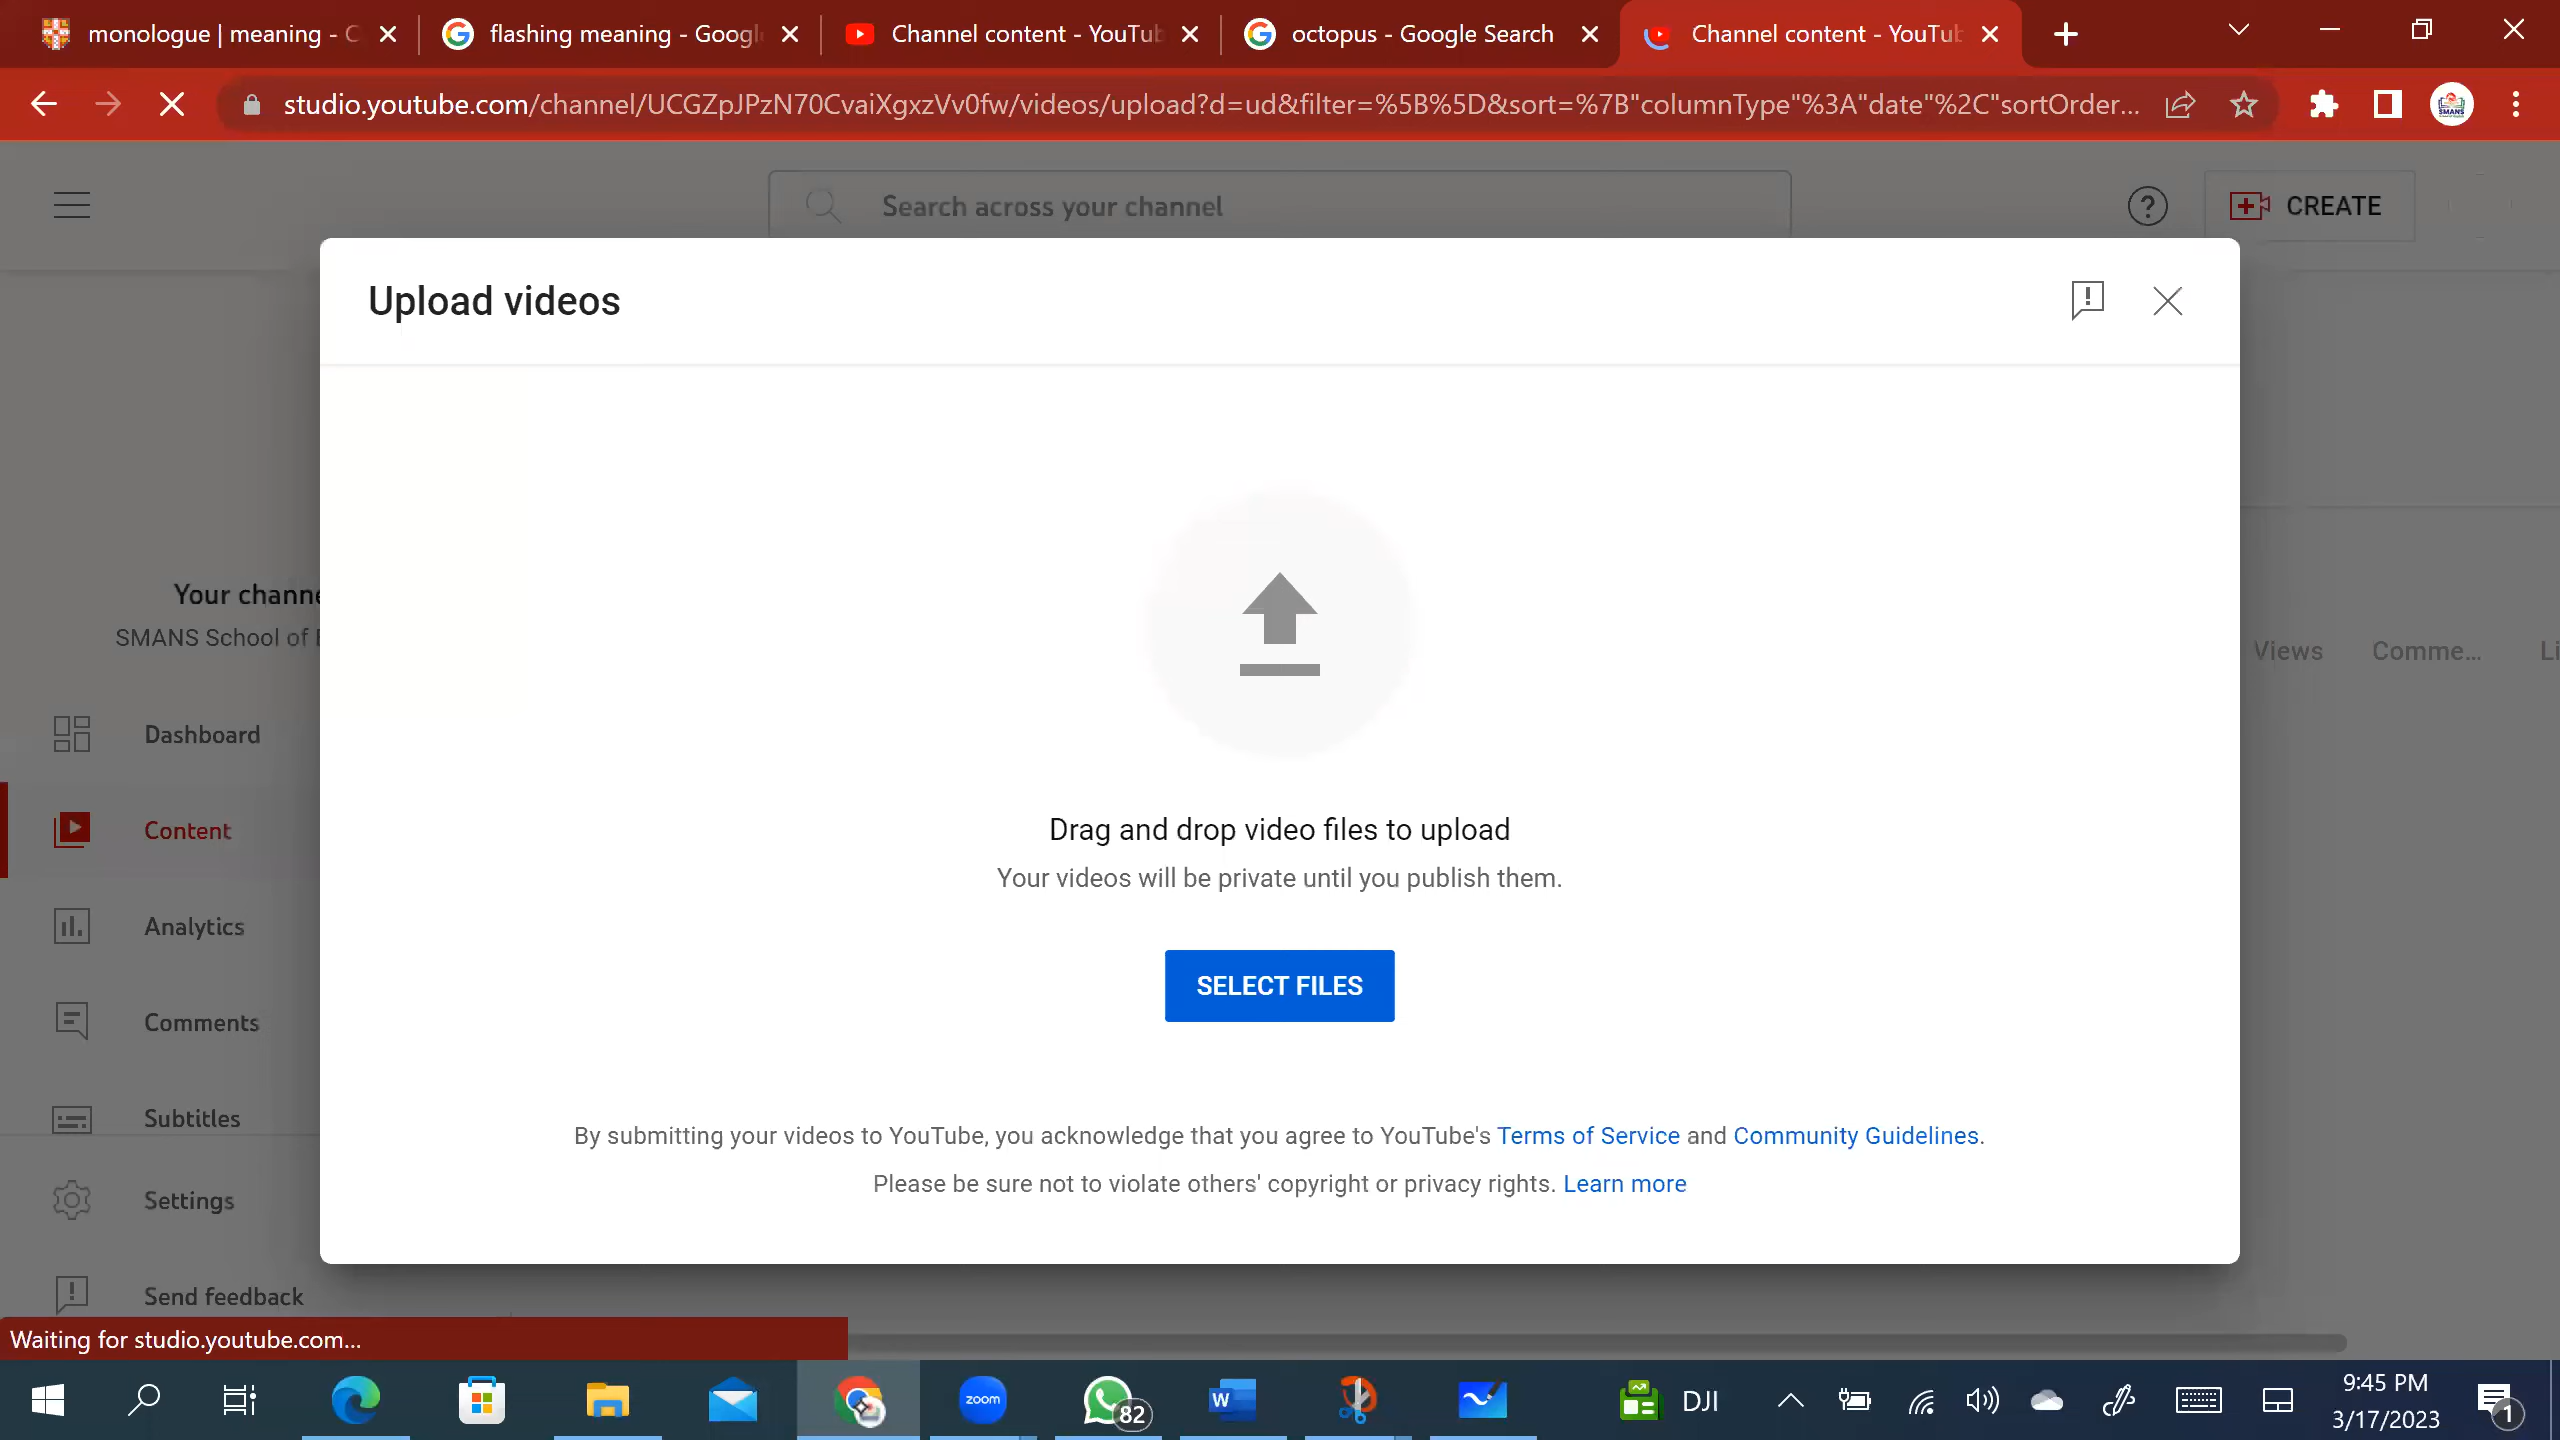 monologue | meaning - C
flashing meaning - Googl
Channel content - YouTub
octopus - Google Search
Channel content - YouTub
studio.youtube.com/channel/UCGZpJPzN70CvaiXgxzVv0fw/videos/upload?d=ud&filter=%5B%5D&sort=%7B"columnType"%3A"date"%2C"sortOrder...
Search across your channel
CREATE
Upload videos
Your channe
SMANS School of
Views Comme... Li
Dashboard
Content
Analytics
Comments
Subtitles
Settings
Send feedback
Drag and drop video files to upload
Your videos will be private until you publish them.
SELECT FILES
By submitting your videos to YouTube, you acknowledge that you agree to YouTube's Terms of Service and Community Guidelines.
Please be sure not to violate others' copyright or privacy rights. Learn more
Waiting for studio.youtube.com...
zoom
82
W
DJI
9:45 PM
3/17/2023
1